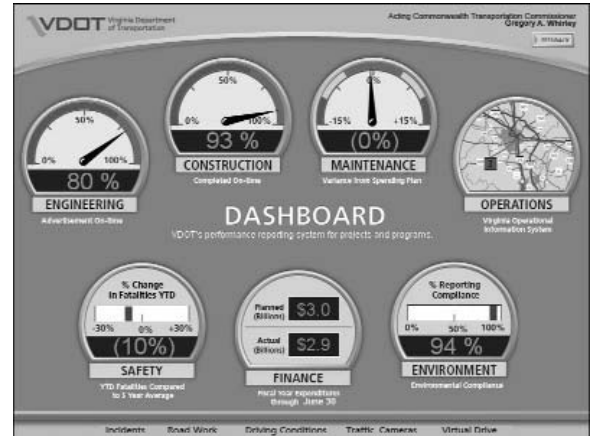 VDOT Virginia Department
of Transportation
Acting Commonwealth Transportation Commissioner
Gregory A. Whirley
50%
0%
100%
80 %
ENGINEERING
Advertisement On-time
50%
0%
100%
93 %
CONSTRUCTION
Completed On-time
0%
-15%
+15%
(0%)
MAINTENANCE
Variance from Spending Plan
OPERATIONS
Virginia Operational
Information System
DASHBOARD
VDOT's performance reporting system for projects and programs.
% Change
in Fatalities YTD
-30% 0% +30%
(10%)
SAFETY
YTD Fatalities Compared
to 5 Year Average
Planned
(Billions)
$3.0
Actual
(Billions)
$2.9
FINANCE
Fiscal Year Expenditures
through June 30
% Reporting
Compliance
0% 50% 100%
94 %
ENVIRONMENT
Environmental Compliance
Incidents Road Work Driving Conditions Traffic Cameras Virtual Drive